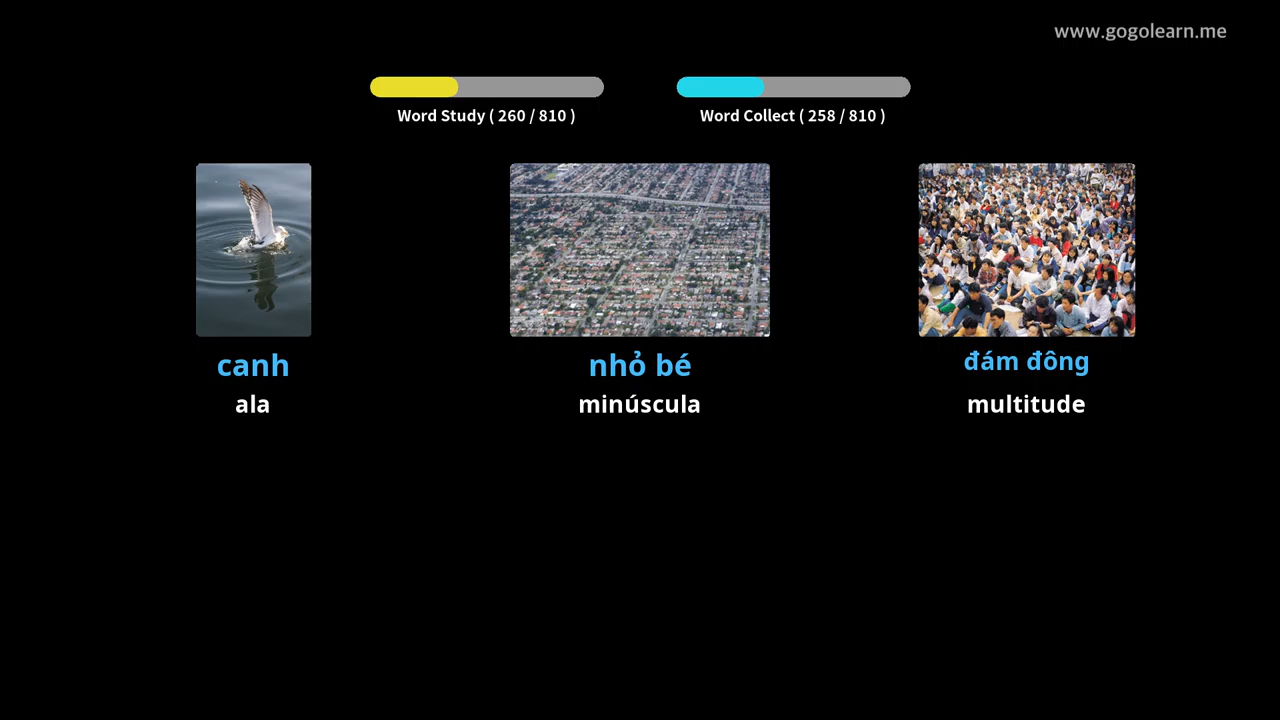 www.gogolearn.me
Word Study ( 260 / 810 )
Word Collect ( 258 / 810 )
canh
nhỏ bé
đám đông
ala
minúscula
multitude